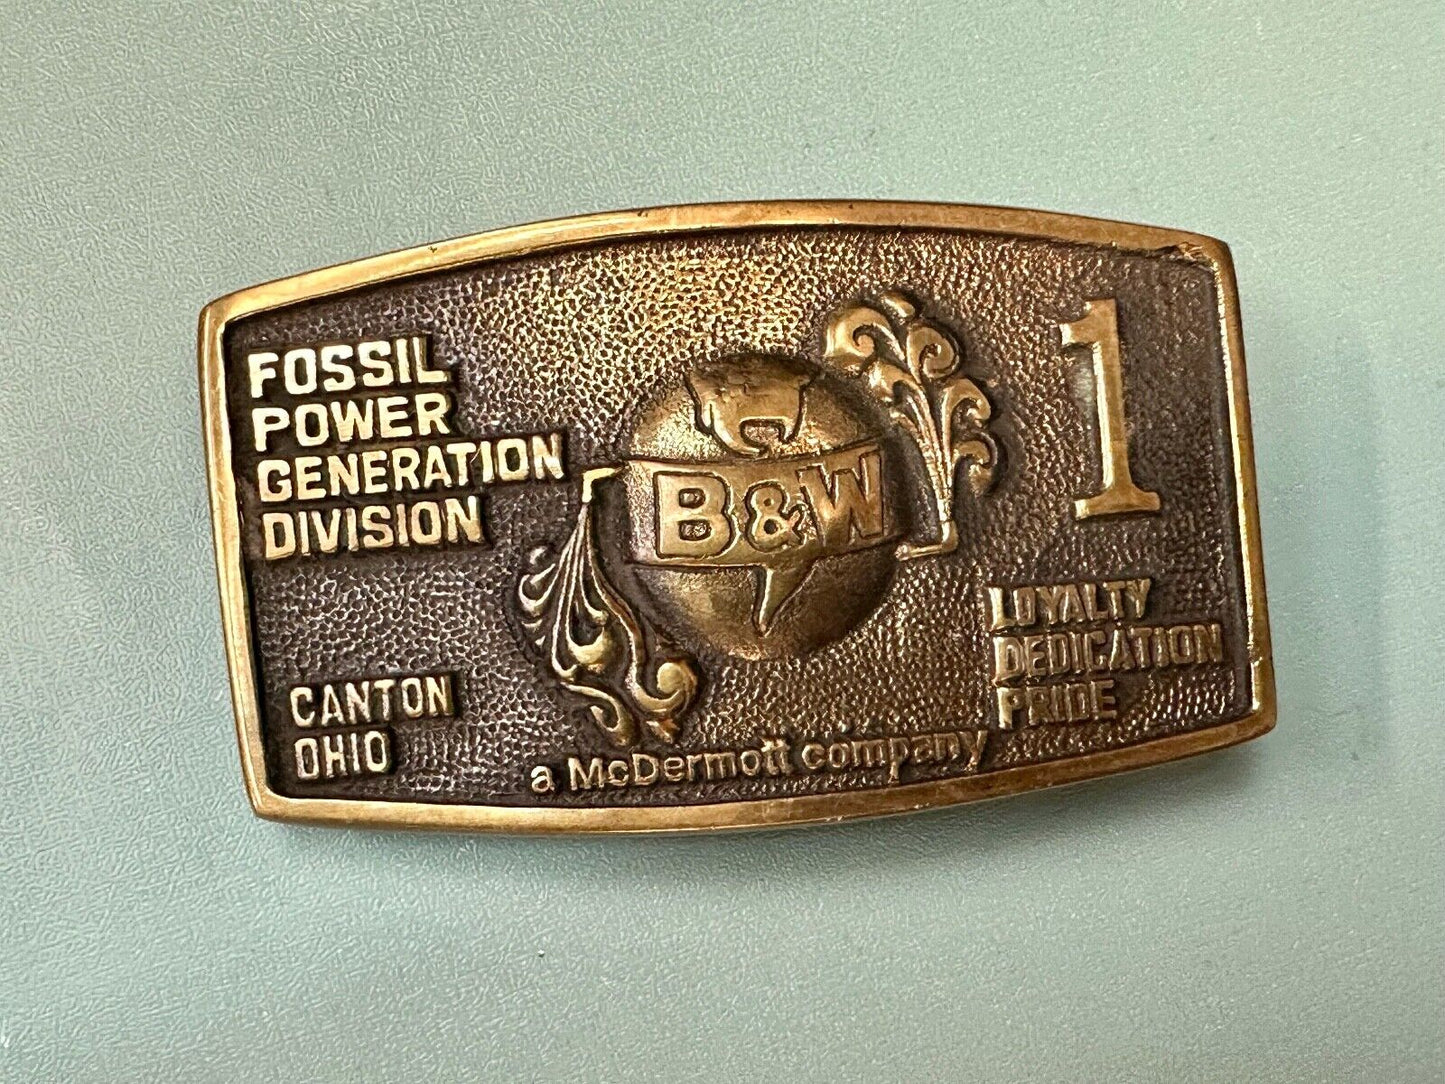 FOSSIL
POWER
GENERATION
DIVISION
CANTON
OHIO
B&W
a McDermott company
1
LOYALTY
DEDICATION
PRIDE